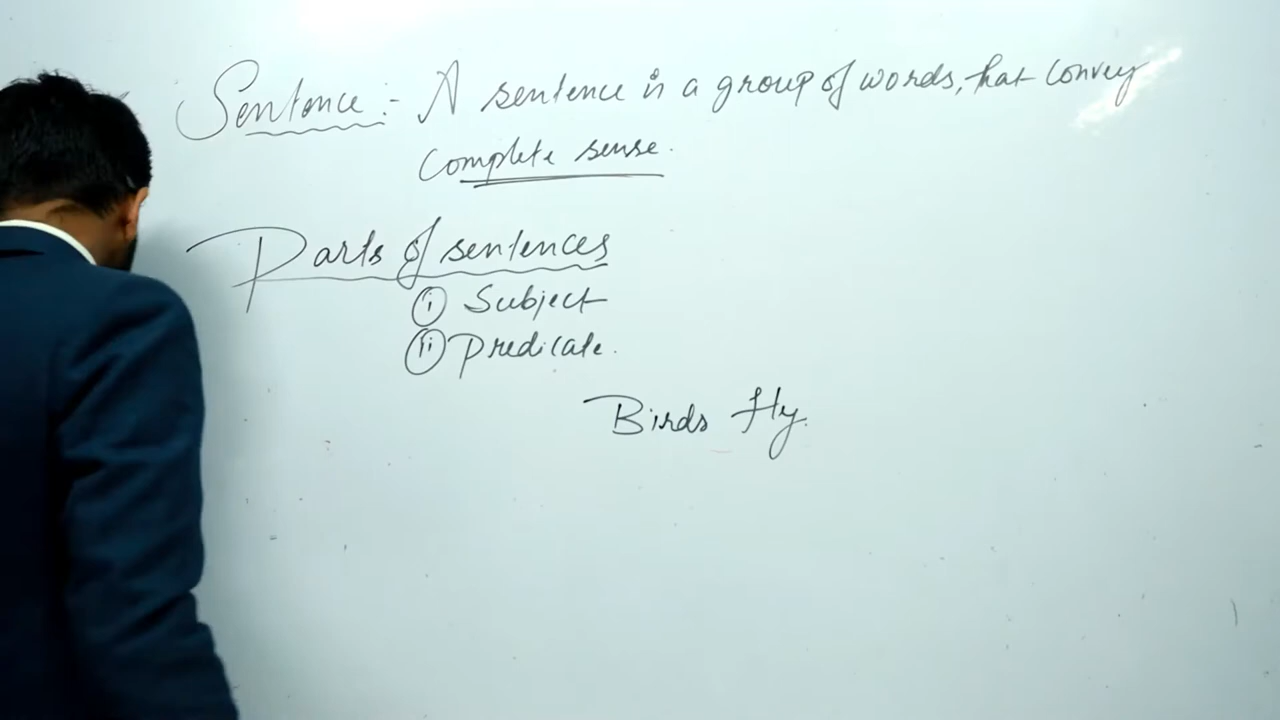 Sentence :- A sentence is a group of words, that convey
complete sense.
Parts of sentences
(i) Subject
(ii) Predicate.
Birds fly.